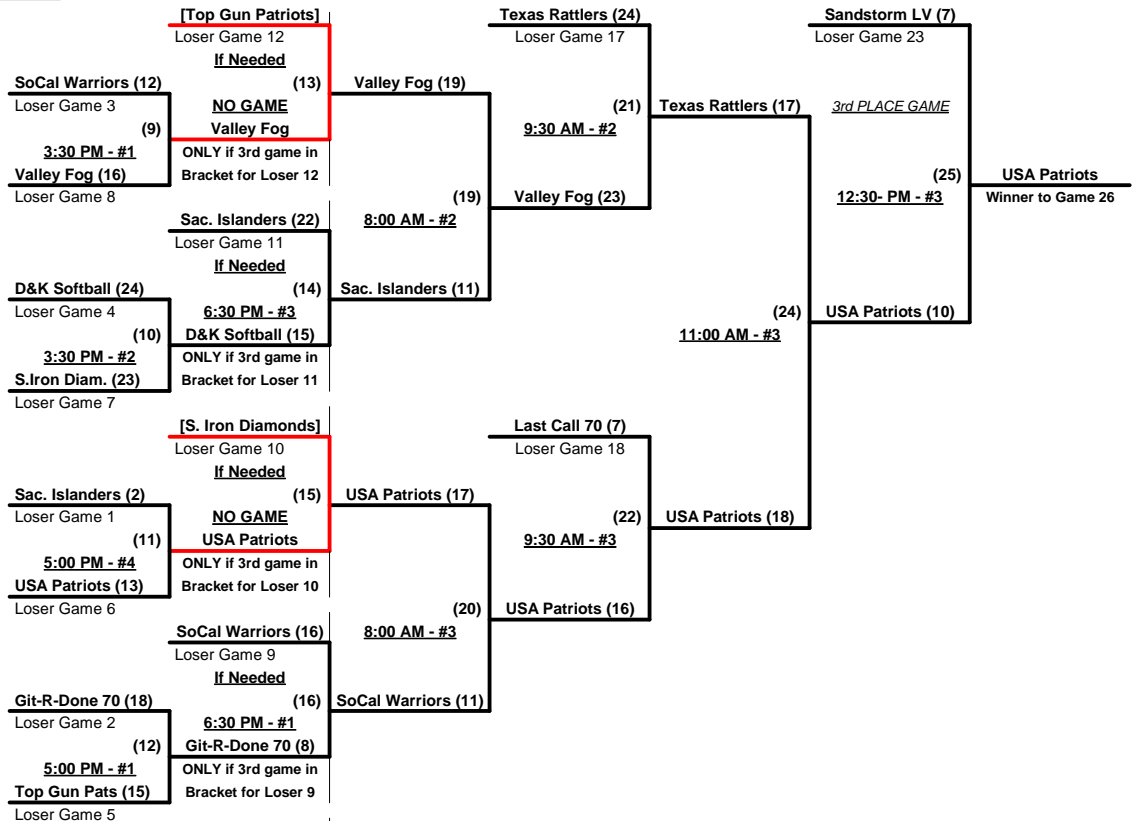 [Top Gun Patriots]
Loser Game 12
If Needed
(13)
NO GAME
Valley Fog
ONLY if 3rd game in
Bracket for Loser 12
SoCal Warriors (12)
Loser Game 3
(9)
3:30 PM - #1
Valley Fog (16)
Loser Game 8
Sac. Islanders (22)
Loser Game 11
If Needed
(14)
6:30 PM - #3
D&K Softball (15)
ONLY if 3rd game in
Bracket for Loser 11
D&K Softball (24)
Loser Game 4
(10)
3:30 PM - #2
S.Iron Diam. (23)
Loser Game 7
[S. Iron Diamonds]
Loser Game 10
If Needed
(15)
NO GAME
USA Patriots
ONLY if 3rd game in
Bracket for Loser 10
Sac. Islanders (2)
Loser Game 1
(11)
5:00 PM - #4
USA Patriots (13)
Loser Game 6
SoCal Warriors (16)
Loser Game 9
If Needed
(16)
6:30 PM - #1
Git-R-Done 70 (8)
ONLY if 3rd game in
Bracket for Loser 9
Git-R-Done 70 (18)
Loser Game 2
(12)
5:00 PM - #1
Top Gun Pats (15)
Loser Game 5
Valley Fog (19)
(19)
8:00 AM - #2
Sac. Islanders (11)
USA Patriots (17)
(20)
8:00 AM - #3
SoCal Warriors (11)
Texas Rattlers (24)
Loser Game 17
(21)
9:30 AM - #2
Valley Fog (23)
Last Call 70 (7)
Loser Game 18
(22)
9:30 AM - #3
USA Patriots (16)
Texas Rattlers (17)
(24)
11:00 AM - #3
USA Patriots (18)
Sandstorm LV (7)
Loser Game 23
3rd PLACE GAME
(25)
12:30- PM - #3
USA Patriots (10)
USA Patriots
Winner to Game 26